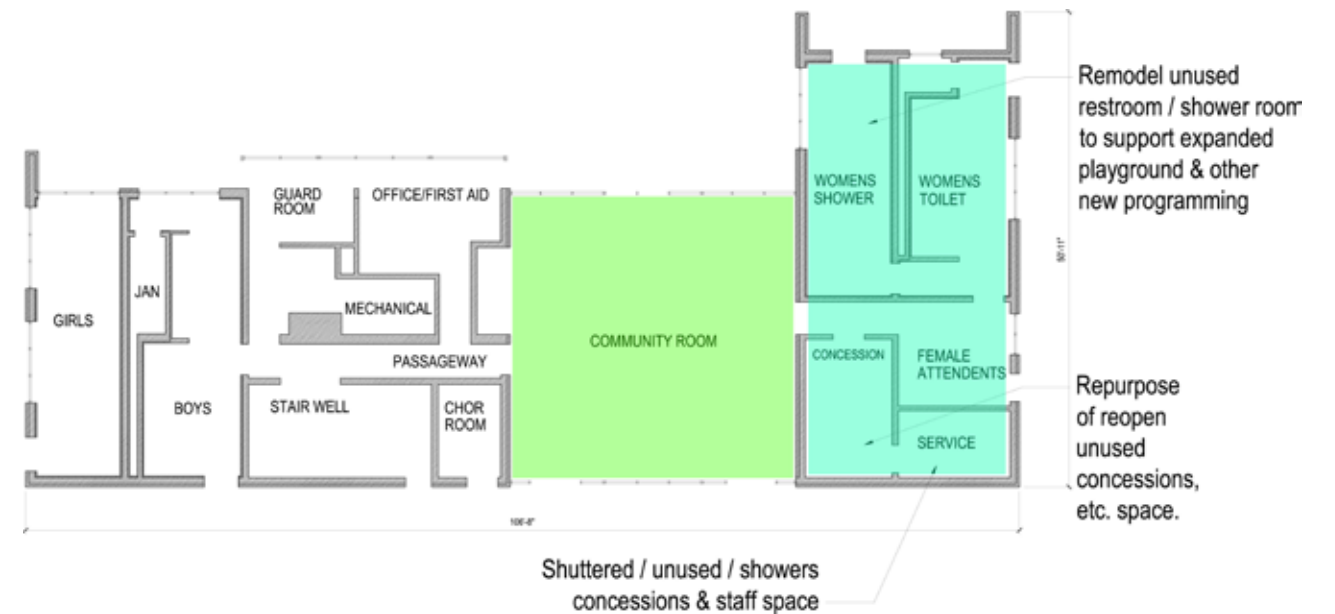 Remodel unused
restroom / shower room
to support expanded
playground & other
new programming
GUARD
ROOM
OFFICE/FIRST AID
WOMENS
SHOWER
WOMENS
TOILET
JAN
GIRLS
MECHANICAL
COMMUNITY ROOM
PASSAGEWAY
CONCESSION
FEMALE
ATTENDENTS
BOYS
STAIR WELL
CHOR
ROOM
SERVICE
Repurpose
of reopen
unused
concessions,
etc. space.
Shuttered / unused / showers
concessions & staff space